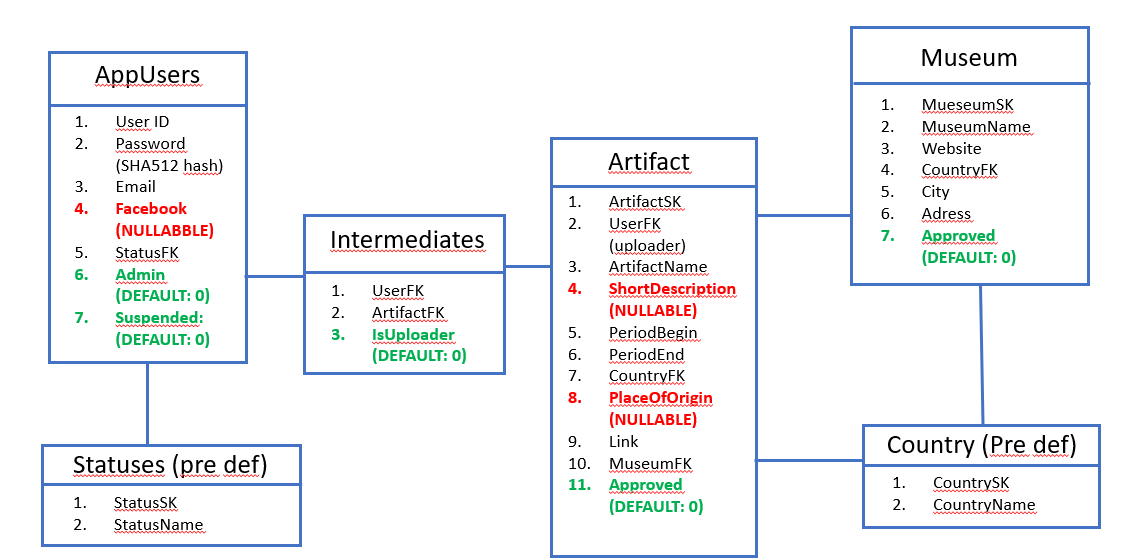 AppUsers
1. User ID
2. Password
(SHA512 hash)
3. Email
4. Facebook
(NULLABBLE)
5. StatusFK
6. Admin
(DEFAULT: 0)
7. Suspended:
(DEFAULT: 0)
Statuses (pre def)
1. StatusSK
2. StatusName
Intermediates
1. UserFK
2. ArtifactFK
3. IsUploader
(DEFAULT: 0)
Artifact
1. ArtifactSK
2. UserFK
(uploader)
3. ArtifactName
4. ShortDescription
(NULLABLE)
5. PeriodBegin
6. PeriodEnd
7. CountryFK
8. PlaceOfOrigin
(NULLABLE)
9. Link
10. MuseumFK
11. Approved
(DEFAULT: 0)
Museum
1. MueseumSK
2. MuseumName
3. Website
4. CountryFK
5. City
6. Adress
7. Approved
(DEFAULT: 0)
Country (Pre def)
1. CountrySK
2. CountryName